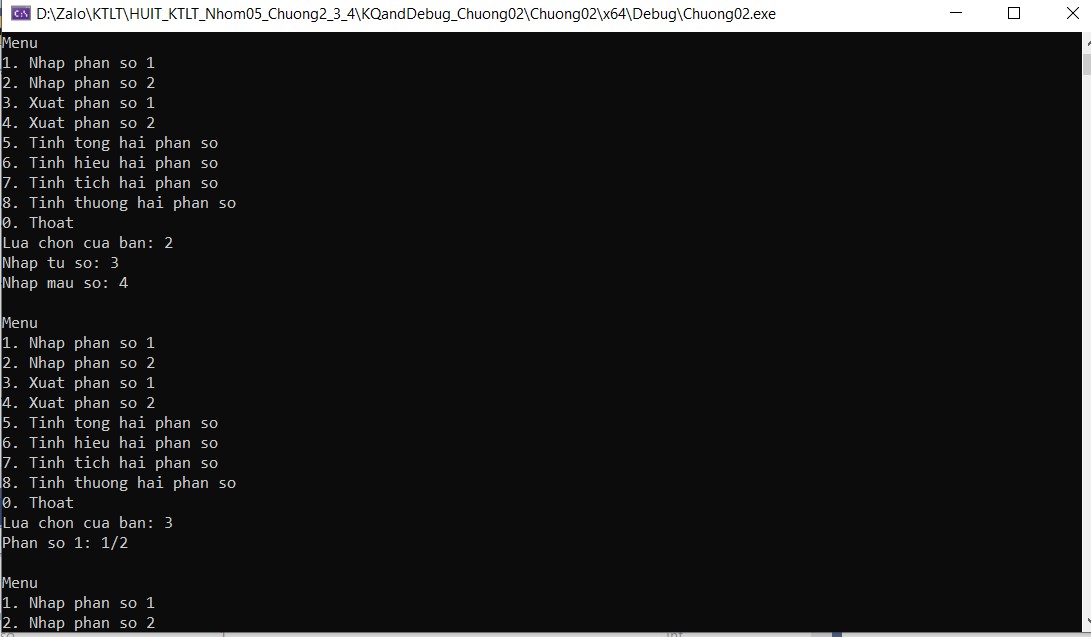 D:\Zalo\KTLT\HUIT_KTLT_Nhom05_Chuong2_3_4\KQandDebug_Chuong02\Chuong02\x64\Debug\Chuong02.exe
Menu
1. Nhap phan so 1
2. Nhap phan so 2
3. Xuat phan so 1
4. Xuat phan so 2
5. Tinh tong hai phan so
6. Tinh hieu hai phan so
7. Tinh tich hai phan so
8. Tinh thuong hai phan so
0. Thoat
Lua chon cua ban: 2
Nhap tu so: 3
Nhap mau so: 4
Menu
1. Nhap phan so 1
2. Nhap phan so 2
3. Xuat phan so 1
4. Xuat phan so 2
5. Tinh tong hai phan so
6. Tinh hieu hai phan so
7. Tinh tich hai phan so
8. Tinh thuong hai phan so
0. Thoat
Lua chon cua ban: 3
Phan so 1: 1/2
Menu
1. Nhap phan so 1
2. Nhap phan so 2